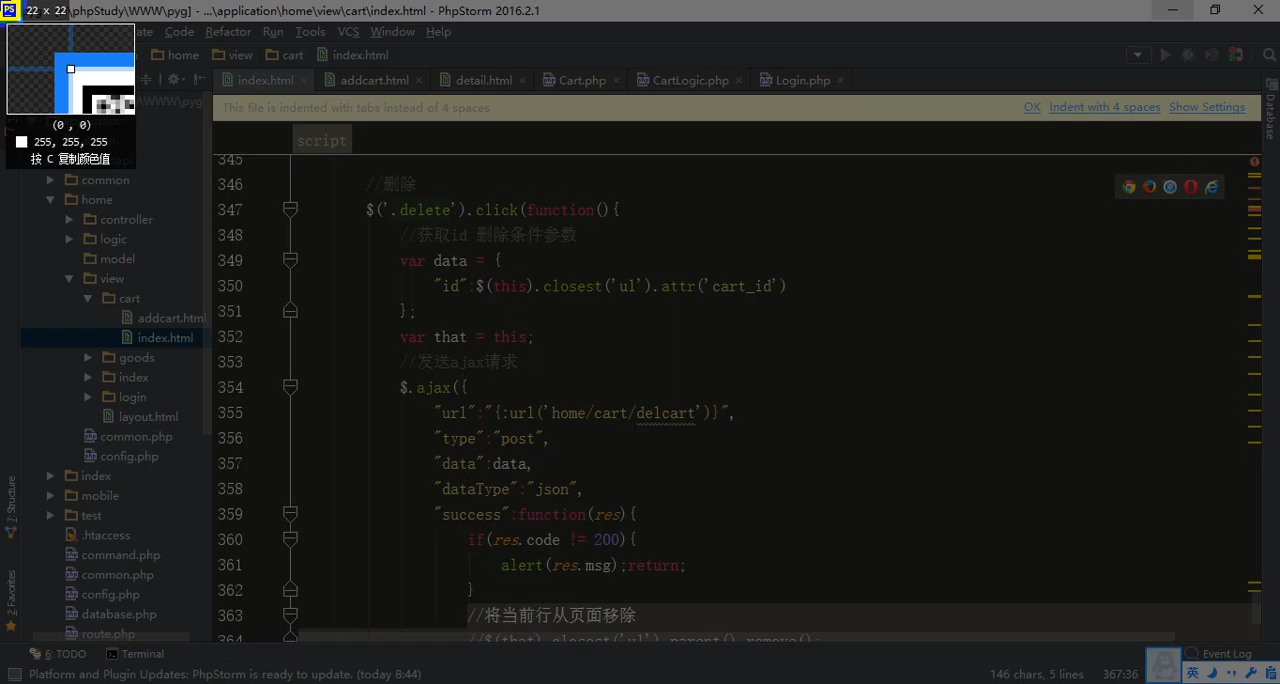 22 x 22
\phpStudy\WWW\pyg] - ...\application\home\view\cart\index.html - PhpStorm 2016.2.1
ate Code Refactor Run Tools VCS Window Help
home view cart index.html
index.html addcart.html detail.html Cart.php CartLogic.php Login.php
\WWW\pyg
This file is indented with tabs instead of 4 spaces
OK Indent with 4 spaces Show Settings
(0 , 0)
255, 255, 255
按 C 复制颜色值
script
Database
common
home
controller
logic
model
view
cart
addcart.html
index.html
goods
index
login
layout.html
common.php
config.php
index
mobile
test
.htaccess
command.php
common.php
config.php
database.php
route.php
7: Structure
2: Favorites
345
346 //删除
347 $('.delete').click(function(){
348 //获取id 删除条件参数
349 var data = {
350 "id":$(this).closest('ul').attr('cart_id')
351 };
352 var that = this;
353 //发送ajax请求
354 $.ajax({
355 "url":"{:url('home/cart/delcart')}",
356 "type":"post",
357 "data":data,
358 "dataType":"json",
359 "success":function(res){
360 if(res.code != 200){
361 alert(res.msg);return;
362 }
363 //将当前行从页面移除
364 //$(that).closest('ul').parent().remove();
6: TODO Terminal Event Log
Platform and Plugin Updates: PhpStorm is ready to update. (today 8:44) 146 chars, 5 lines 367:36
英